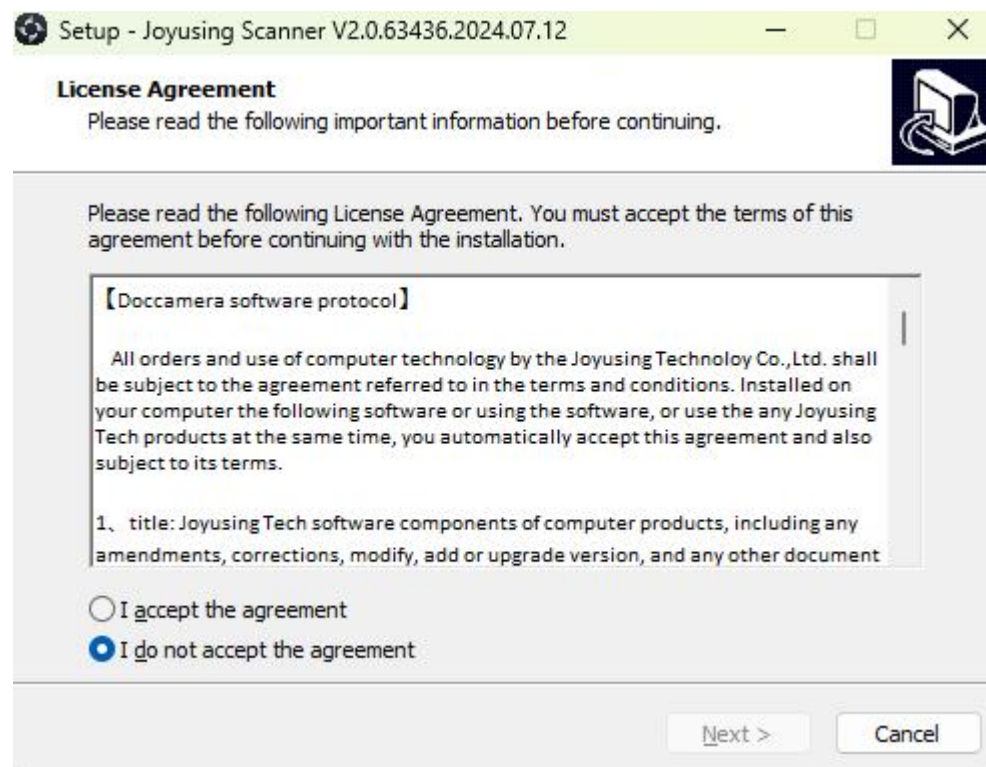 Setup - Joyusing Scanner V2.0.63436.2024.07.12
License Agreement
Please read the following important information before continuing.
Please read the following License Agreement. You must accept the terms of this
agreement before continuing with the installation.
【Doccamera software protocol】
All orders and use of computer technology by the Joyusing Technoloy Co.,Ltd. shall
be subject to the agreement referred to in the terms and conditions. Installed on
your computer the following software or using the software, or use the any Joyusing
Tech products at the same time, you automatically accept this agreement and also
subject to its terms.
1、 title: Joyusing Tech software components of computer products, including any
amendments, corrections, modify, add or upgrade version, and any other document
I accept the agreement
I do not accept the agreement
Next >
Cancel